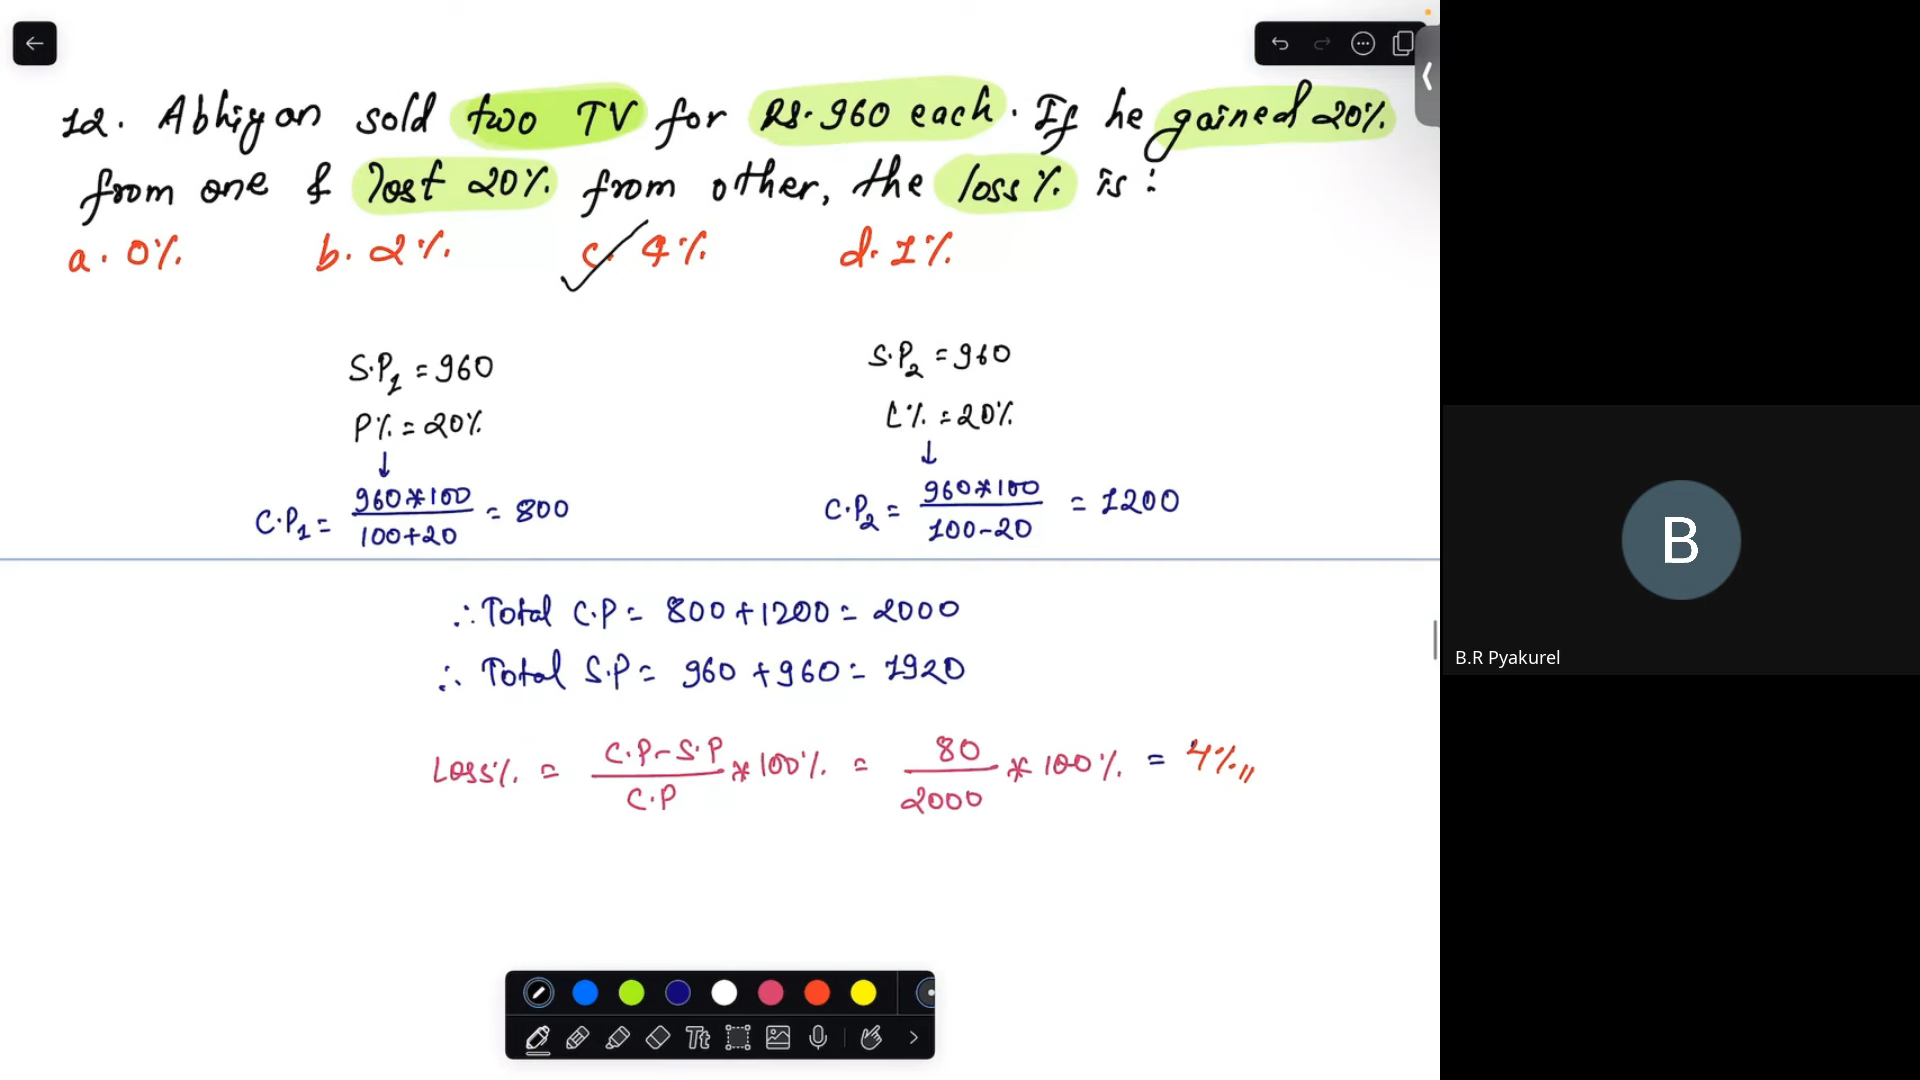 12. Abhiyan sold two TV for Rs. 960 each. If he gained 20%
from one & lost 20% from other, the loss % is:
a. 0% b. 2% c. 4% d. 1%
S.P₁ = 960
P% = 20%
↓
C.P₁ = 960*100/100+20 = 800
S.P₂ = 960
L% = 20%
↓
C.P₂ = 960*100/100-20 = 1200
∴ Total C.P = 800 + 1200 = 2000
∴ Total S.P = 960 + 960 = 1920
Loss% = C.P-S.P/C.P * 100% = 80/2000 * 100% = 4%
Tt
B
B.R Pyakurel